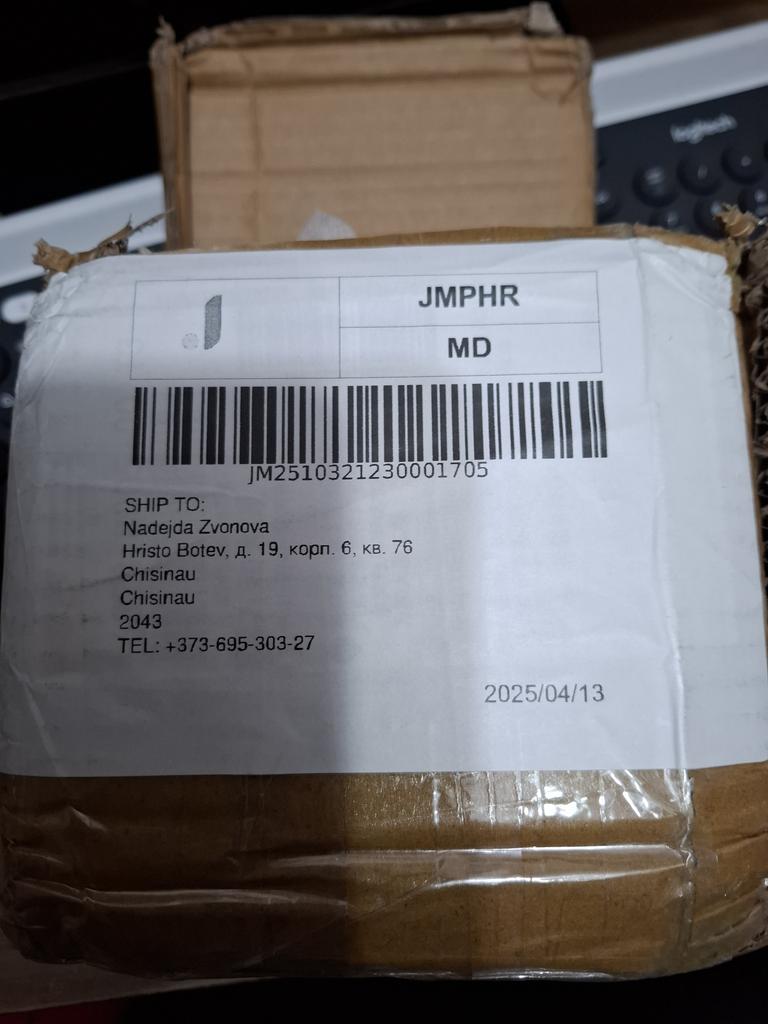 logitech
JMPHR
MD
JM2510321230001705
SHIP TO:
Nadejda Zvonova
Hristo Botev, д. 19, корп. 6, кв. 76
Chisinau
Chisinau
2043
TEL: +373-695-303-27
2025/04/13